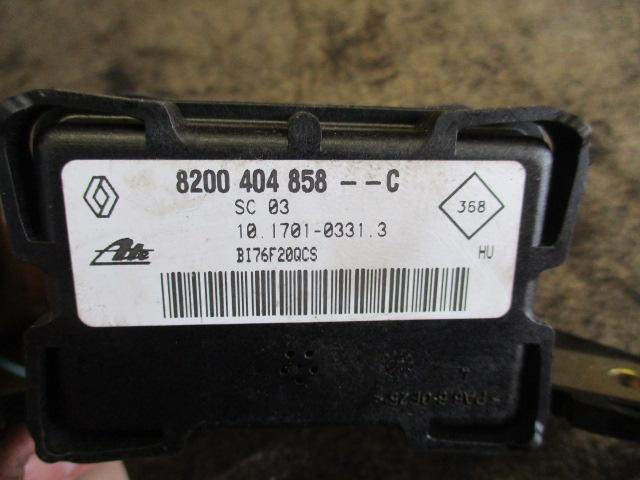 8200 404 858 -- C
SC 03
368
10.1701-0331.3
Ate
BI76F20QCS
HU